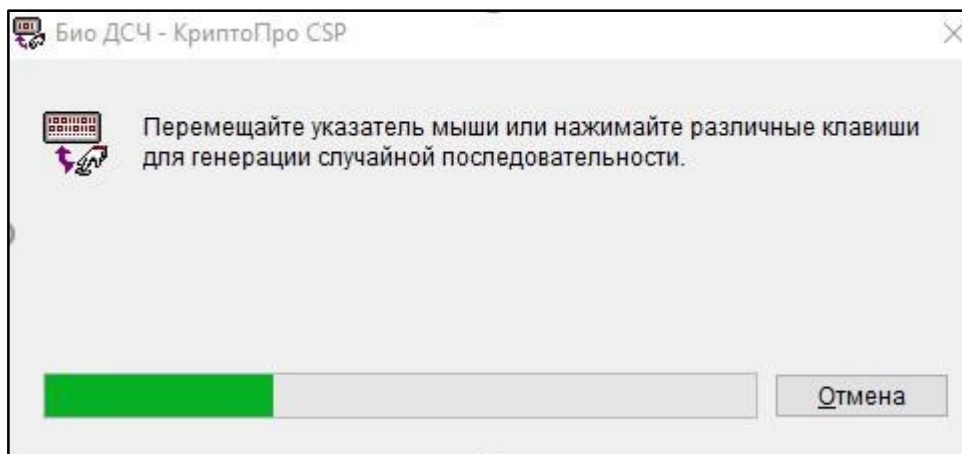 Био ДСЧ - КриптоПро CSP
Перемещайте указатель мыши или нажимайте различные клавиши
для генерации случайной последовательности.
Отмена